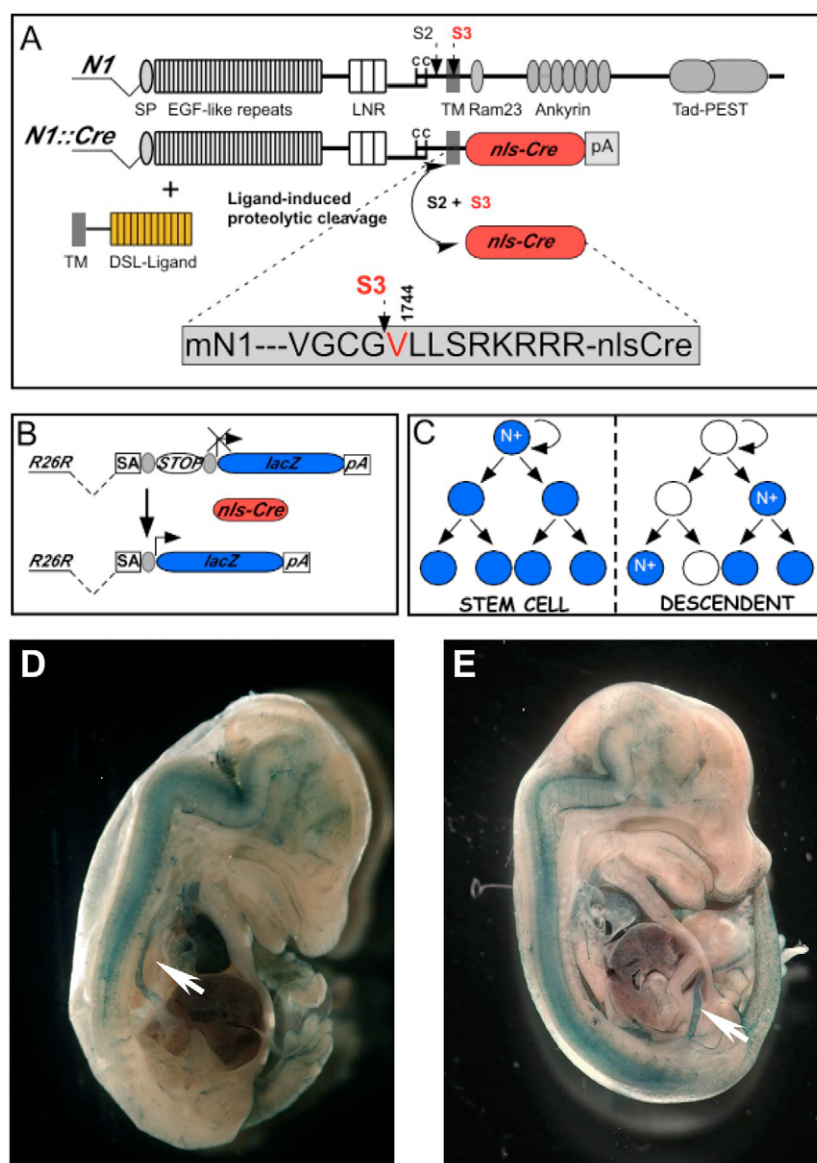 A
N1
S2 S3
C C
SP EGF-like repeats LNR TM Ram23 Ankyrin Tad-PEST
N1::Cre
C C
nls-Cre pA
+
Ligand-induced
proteolytic cleavage
S2 + S3
nls-Cre
TM DSL-Ligand
S3
1744
mN1---VGCGVLLSRKRRR-nlsCre
B
R26R SA STOP lacZ pA
nls-Cre
R26R SA lacZ pA
C
N+
N+
N+
STEM CELL DESCENDENT
D
E